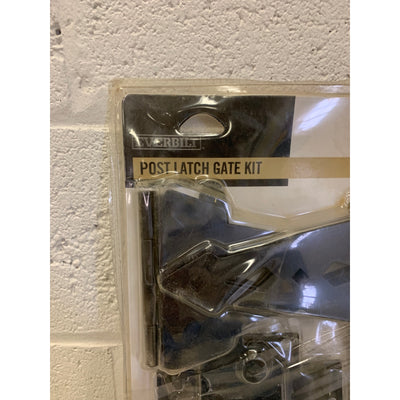 EVERBILT
POST LATCH GATE KIT